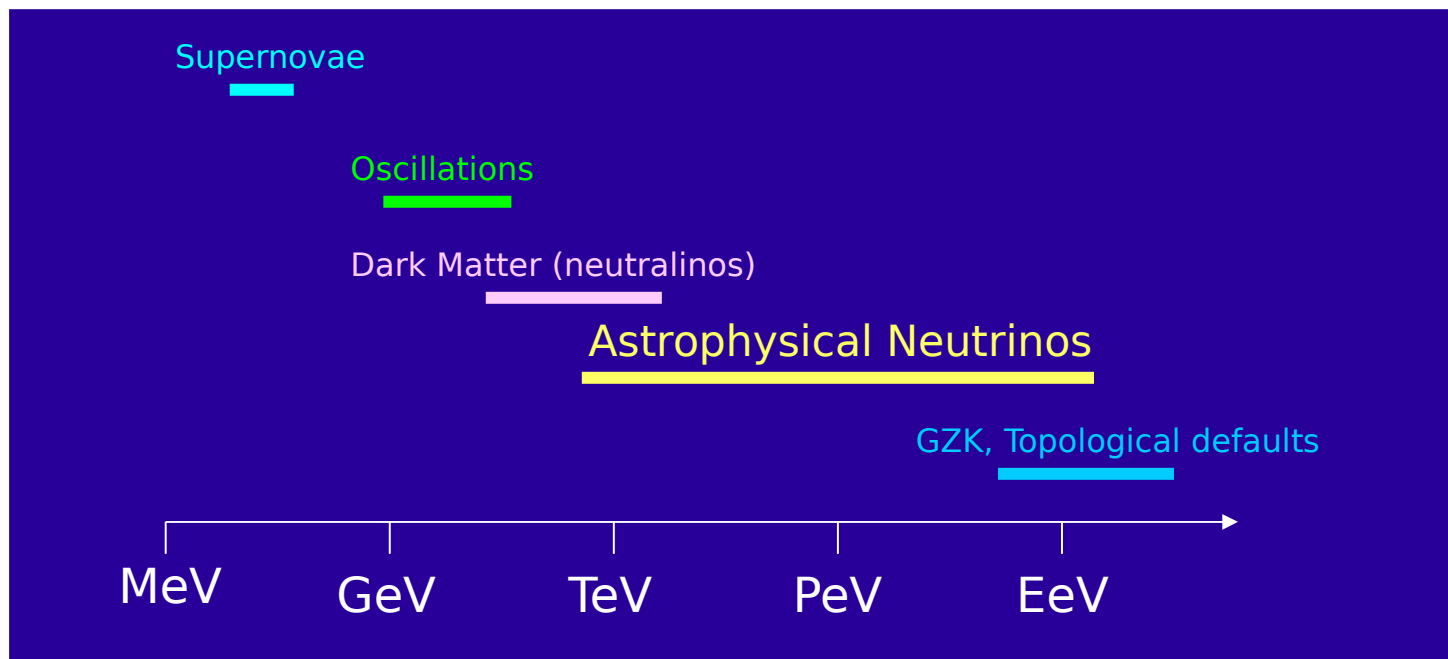 Supernovae
Oscillations
Dark Matter (neutralinos)
Astrophysical Neutrinos
GZK, Topological defaults
MeV GeV TeV PeV EeV